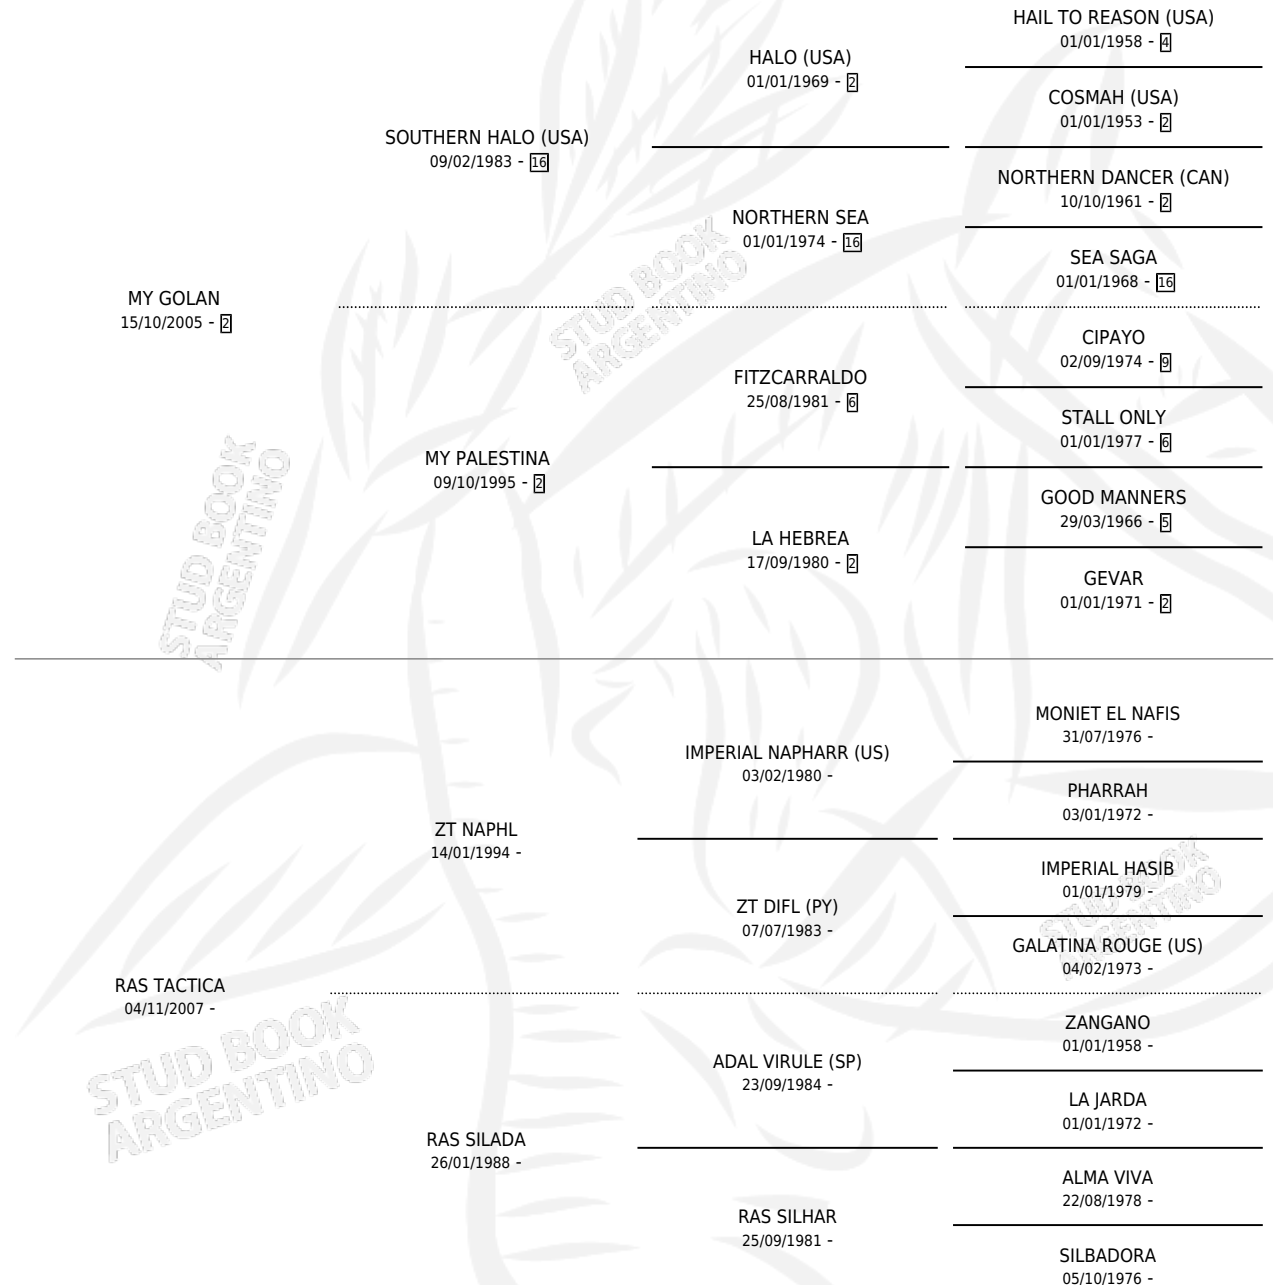 HAIL TO REASON (USA)
01/01/1958 - 4
HALO (USA)
01/01/1969 - 2
COSMAH (USA)
01/01/1953 - 2
SOUTHERN HALO (USA)
09/02/1983 - 16
NORTHERN DANCER (CAN)
10/10/1961 - 2
NORTHERN SEA
01/01/1974 - 16
SEA SAGA
01/01/1968 - 16
MY GOLAN
15/10/2005 - 2
CIPAYO
02/09/1974 - 9
FITZCARRALDO
25/08/1981 - 6
STALL ONLY
01/01/1977 - 6
MY PALESTINA
09/10/1995 - 2
GOOD MANNERS
29/03/1966 - 5
LA HEBREA
17/09/1980 - 2
GEVAR
01/01/1971 - 2
STUD BOOK
ARGENTINO
STUD BOOK
ARGENTINO
MONIET EL NAFIS
31/07/1976 -
IMPERIAL NAPHARR (US)
03/02/1980 -
PHARRAH
03/01/1972 -
ZT NAPHL
14/01/1994 -
IMPERIAL HASIB
01/01/1979 -
ZT DIFL (PY)
07/07/1983 -
GALATINA ROUGE (US)
04/02/1973 -
RAS TACTICA
04/11/2007 -
ZANGANO
01/01/1958 -
ADAL VIRULE (SP)
23/09/1984 -
LA JARDA
01/01/1972 -
RAS SILADA
26/01/1988 -
ALMA VIVA
22/08/1978 -
RAS SILHAR
25/09/1981 -
SILBADORA
05/10/1976 -
STUD BOOK
ARGENTINO
STUD BOOK
ARGENTINO